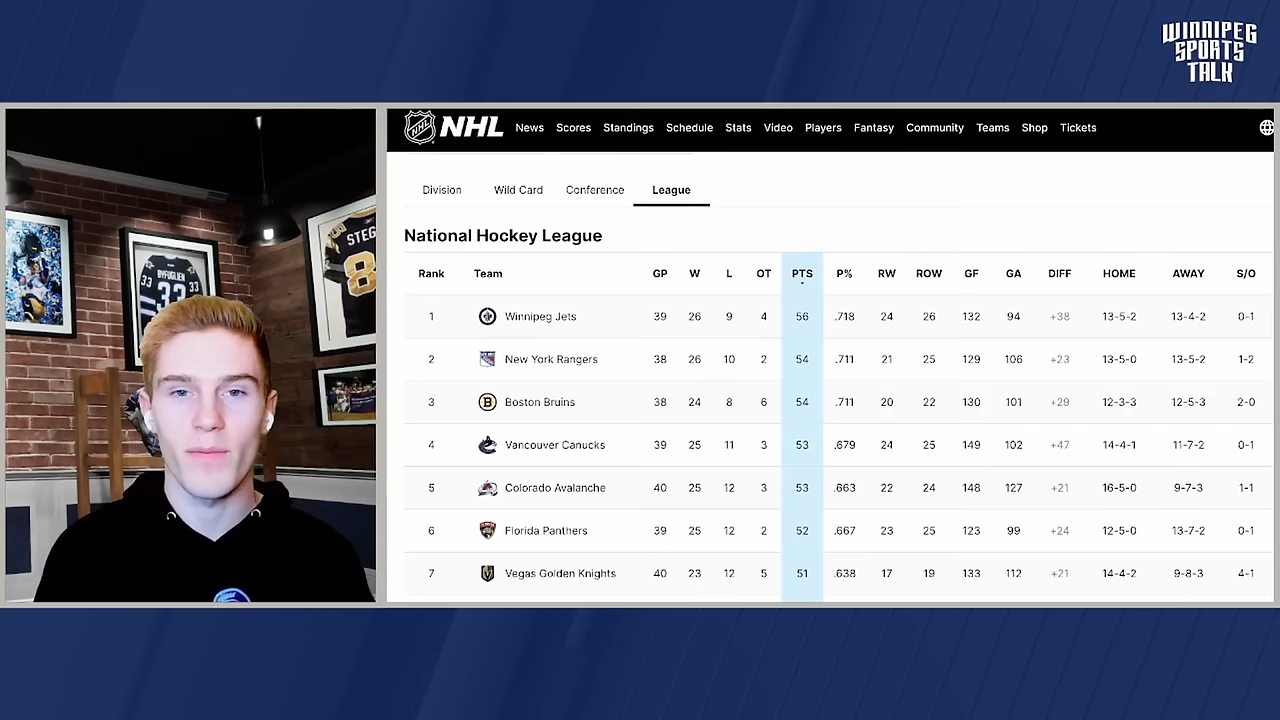 WINNIPEG
SPORTS
TALK
NHL NHL News Scores Standings Schedule Stats Video Players Fantasy Community Teams Shop Tickets
Division Wild Card Conference League
National Hockey League
Rank Team GP W L OT PTS P% RW ROW GF GA DIFF HOME AWAY S/O
1 Winnipeg Jets 39 26 9 4 56 .718 24 26 132 94 +38 13-5-2 13-4-2 0-1
2 New York Rangers 38 26 10 2 54 .711 21 25 129 106 +23 13-5-0 13-5-2 1-2
3 Boston Bruins 38 24 8 6 54 .711 20 22 130 101 +29 12-3-3 12-5-3 2-0
4 Vancouver Canucks 39 25 11 3 53 .679 24 25 149 102 +47 14-4-1 11-7-2 0-1
5 Colorado Avalanche 40 25 12 3 53 .663 22 24 148 127 +21 16-5-0 9-7-3 1-1
6 Florida Panthers 39 25 12 2 52 .667 23 25 123 99 +24 12-5-0 13-7-2 0-1
7 Vegas Golden Knights 40 23 12 5 51 .638 17 19 133 112 +21 14-4-2 9-8-3 4-1
STEG
8
BYFUGLIEN
33 33 33